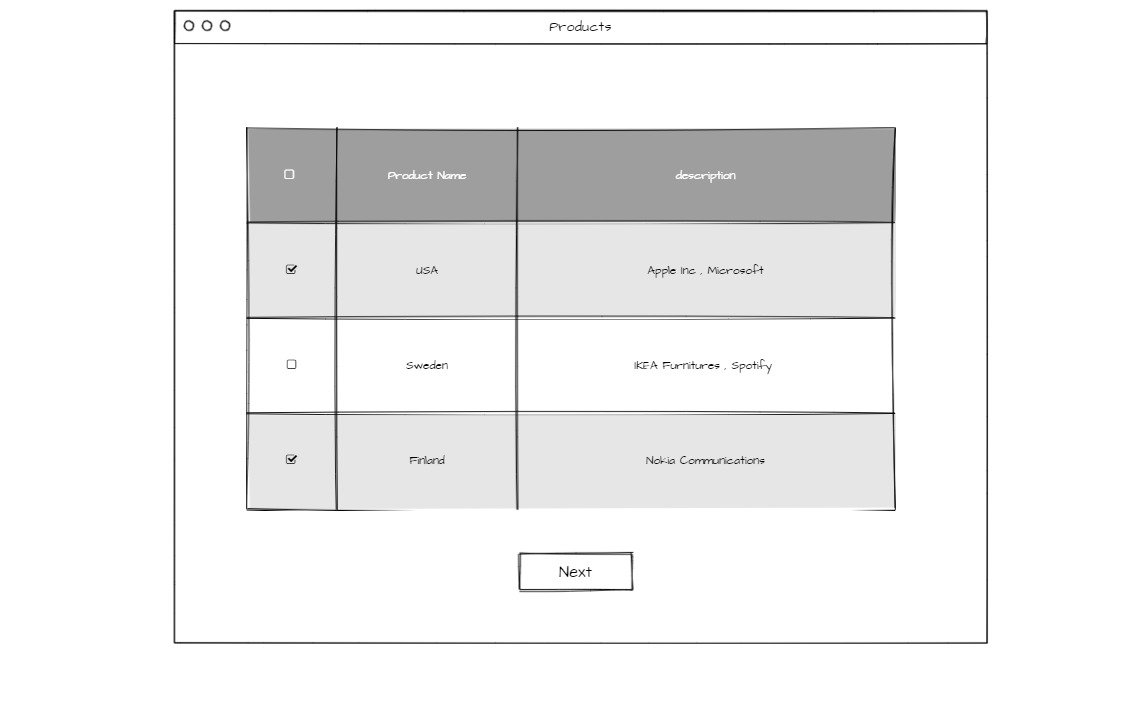 Products
Product Name description
USA Apple Inc , Microsoft
Sweden IKEA Furnitures , Spotify
Finland Nokia Communications
Next